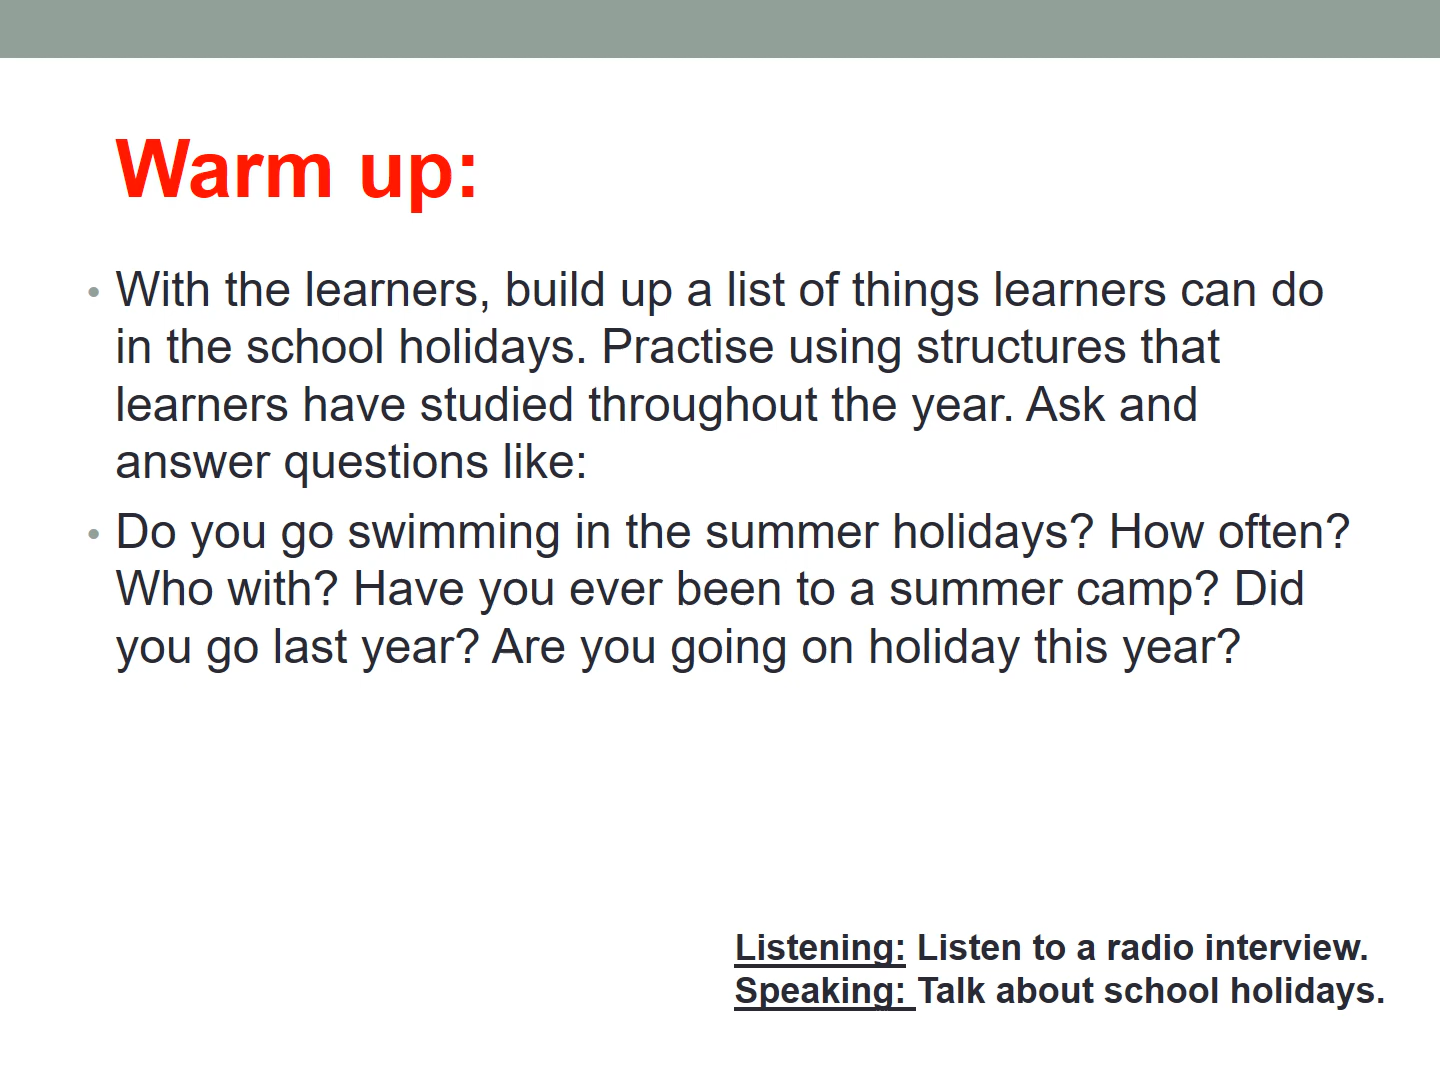 Warm up:
• With the learners, build up a list of things learners can do
in the school holidays. Practise using structures that
learners have studied throughout the year. Ask and
answer questions like:
• Do you go swimming in the summer holidays? How often?
Who with? Have you ever been to a summer camp? Did
you go last year? Are you going on holiday this year?
Listening: Listen to a radio interview.
Speaking: Talk about school holidays.